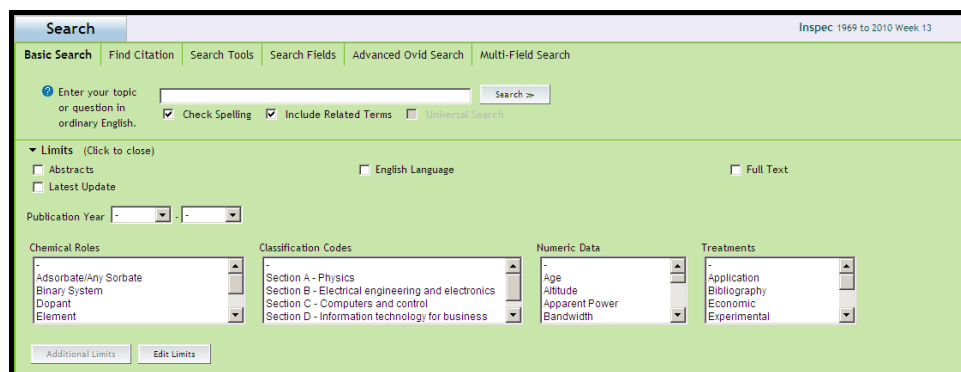 Search
Inspec 1969 to 2010 Week 13
Basic Search Find Citation Search Tools Search Fields Advanced Ovid Search Multi-Field Search
? Enter your topic
or question in
ordinary English.
Search ≫
Check Spelling Include Related Terms Universal Search
▼ Limits (Click to close)
Abstracts English Language Full Text
Latest Update
Publication Year - - -
Chemical Roles Classification Codes Numeric Data Treatments
- - - -
Adsorbate/Any Sorbate Section A - Physics Age Application
Binary System Section B - Electrical engineering and electronics Altitude Bibliography
Dopant Section C - Computers and control Apparent Power Economic
Element Section D - Information technology for business Bandwidth Experimental
Additional Limits Edit Limits